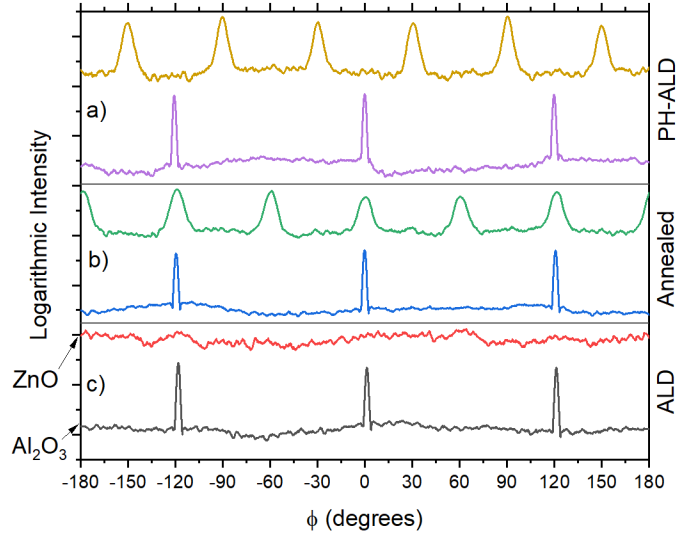 Logarithmic Intensity
a)
b)
c)
PH-ALD
Annealed
ALD
ZnO
Al₂O₃
-180 -150 -120 -90 -60 -30 0 30 60 90 120 150 180
ϕ (degrees)